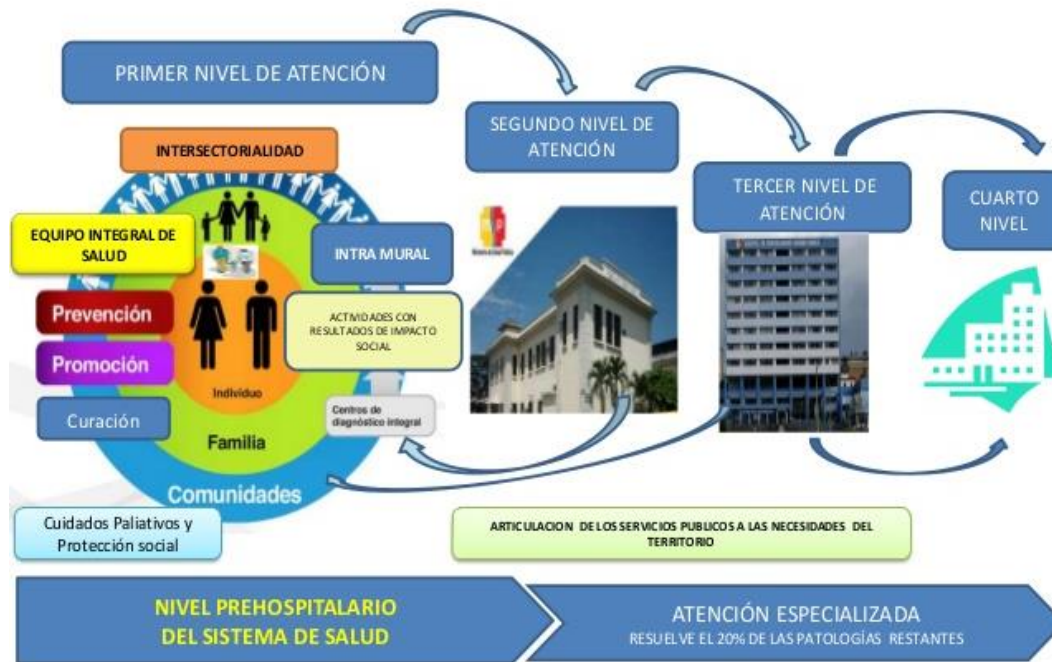 PRIMER NIVEL DE ATENCIÓN
SEGUNDO NIVEL DE
ATENCIÓN
TERCER NIVEL DE
ATENCIÓN
CUARTO
NIVEL
INTERSECTORIALIDAD
EQUIPO INTEGRAL DE
SALUD
INTRA MURAL
Prevención
ACTIVIDADES CON
RESULTADOS DE IMPACTO
SOCIAL
Promoción
Individuo
Curación
Centros de
diagnóstico integral
Familia
Comunidades
Cuidados Paliativos y
Protección social
ARTICULACION DE LOS SERVICIOS PUBLICOS A LAS NECESIDADES DEL
TERRITORIO
NIVEL PREHOSPITALARIO
DEL SISTEMA DE SALUD
ATENCIÓN ESPECIALIZADA
RESUELVE EL 20% DE LAS PATOLOGÍAS RESTANTES